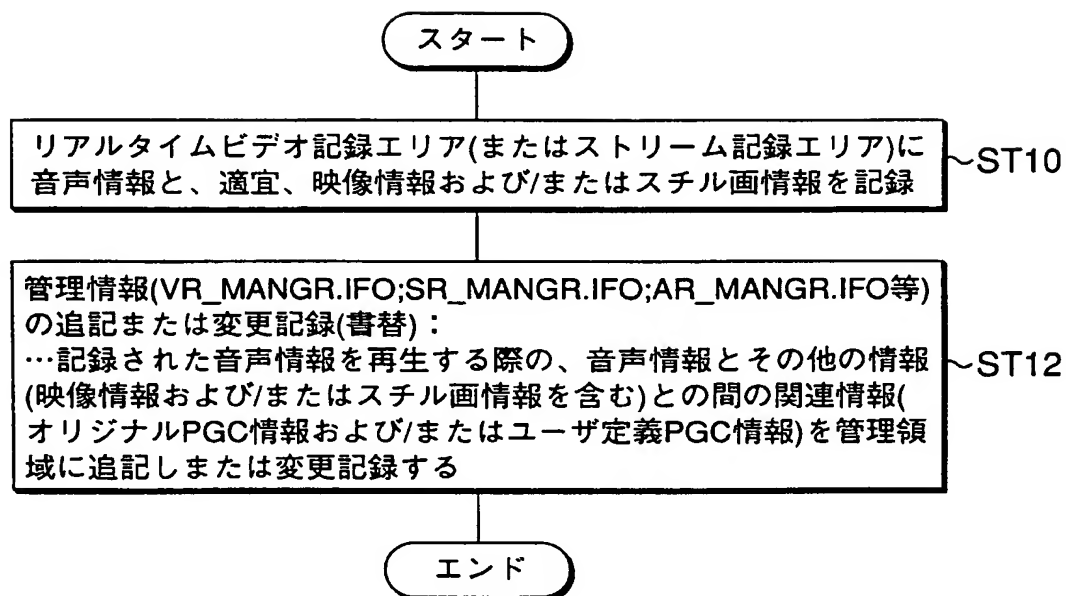 スタート
リアルタイムビデオ記録エリア(またはストリーム記録エリア)に
音声情報と、適宜、映像情報および/またはスチル画情報を記録
~ST10
管理情報(VR_MANGR.IFO;SR_MANGR.IFO;AR_MANGR.IFO等)
の追記または変更記録(書替)：
…記録された音声情報を再生する際の、音声情報とその他の情報
(映像情報および/またはスチル画情報を含む)との間の関連情報(
オリジナルPGC情報および/またはユーザ定義PGC情報)を管理領
域に追記しまたは変更記録する
~ST12
エンド